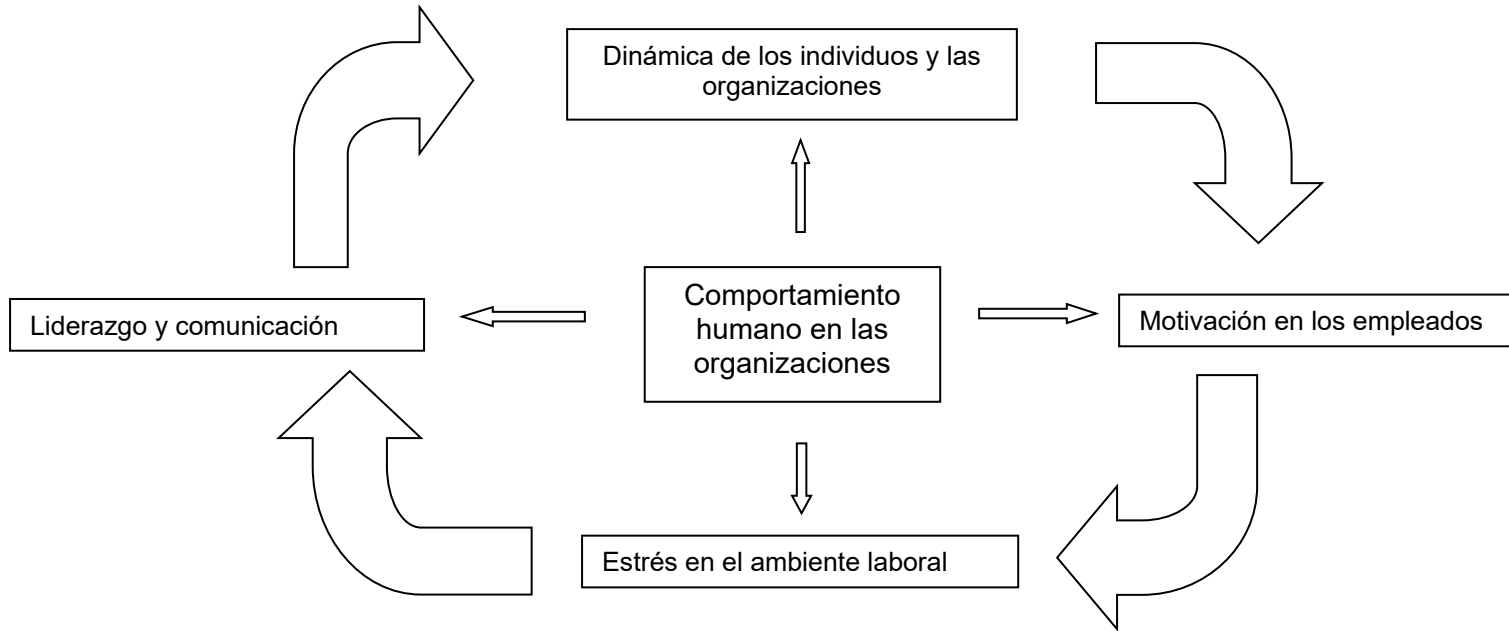 Dinámica de los individuos y las
organizaciones
Liderazgo y comunicación
Comportamiento
humano en las
organizaciones
Motivación en los empleados
Estrés en el ambiente laboral